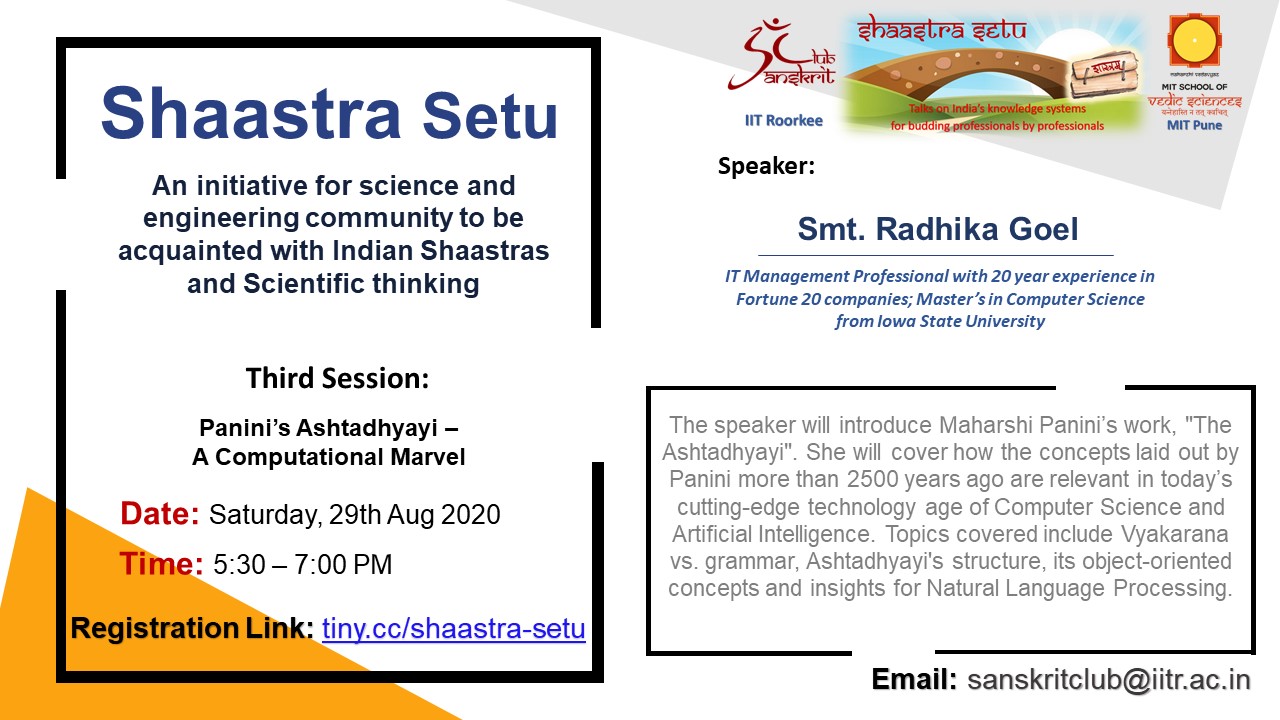 Shaastra Setu
An initiative for science and
engineering community to be
acquainted with Indian Shaastras
and Scientific thinking
Third Session:
Panini’s Ashtadhyayi –
A Computational Marvel
Date: Saturday, 29th Aug 2020
Time: 5:30 – 7:00 PM
Registration Link: tiny.cc/shaastra-setu
Sanskrit Club
IIT Roorkee
shaastra setu
शास्त्रम्
Talks on India’s knowledge systems
for budding professionals by professionals
maharshi vedavyas
MIT SCHOOL OF
vedic sciences
यन्नेहास्ति न तत् क्वचित्
MIT Pune
Speaker:
Smt. Radhika Goel
IT Management Professional with 20 year experience in
Fortune 20 companies; Master’s in Computer Science
from Iowa State University
The speaker will introduce Maharshi Panini’s work, "The
Ashtadhyayi". She will cover how the concepts laid out by
Panini more than 2500 years ago are relevant in today’s
cutting-edge technology age of Computer Science and
Artificial Intelligence. Topics covered include Vyakarana
vs. grammar, Ashtadhyayi's structure, its object-oriented
concepts and insights for Natural Language Processing.
Email: sanskritclub@iitr.ac.in